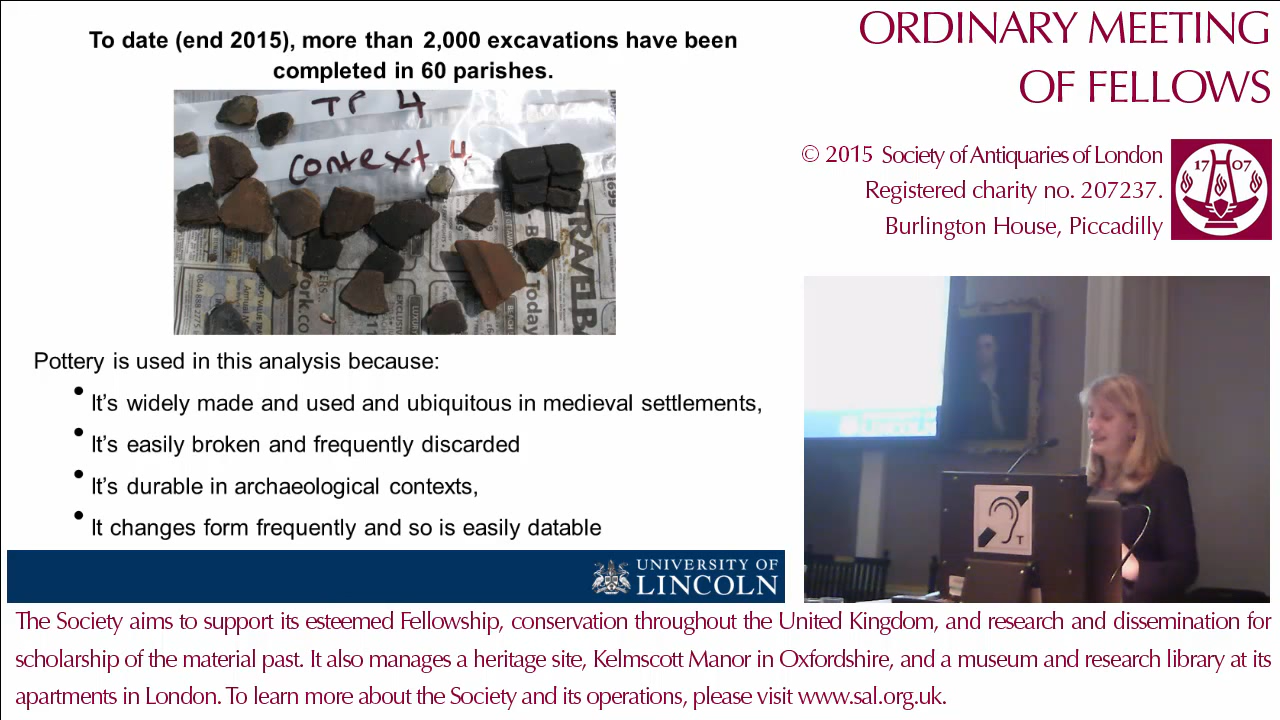 To date (end 2015), more than 2,000 excavations have been
completed in 60 parishes.
TP 4
Context 4
TRAVEL
Today
Pottery is used in this analysis because:
• It's widely made and used and ubiquitous in medieval settlements,
• It's easily broken and frequently discarded
• It's durable in archaeological contexts,
• It changes form frequently and so is easily datable
UNIVERSITY OF
LINCOLN
ORDINARY MEETING
OF FELLOWS
© 2015 Society of Antiquaries of London
Registered charity no. 207237.
Burlington House, Piccadilly
17 07
T
The Society aims to support its esteemed Fellowship, conservation throughout the United Kingdom, and research and dissemination for
scholarship of the material past. It also manages a heritage site, Kelmscott Manor in Oxfordshire, and a museum and research library at its
apartments in London. To learn more about the Society and its operations, please visit www.sal.org.uk.